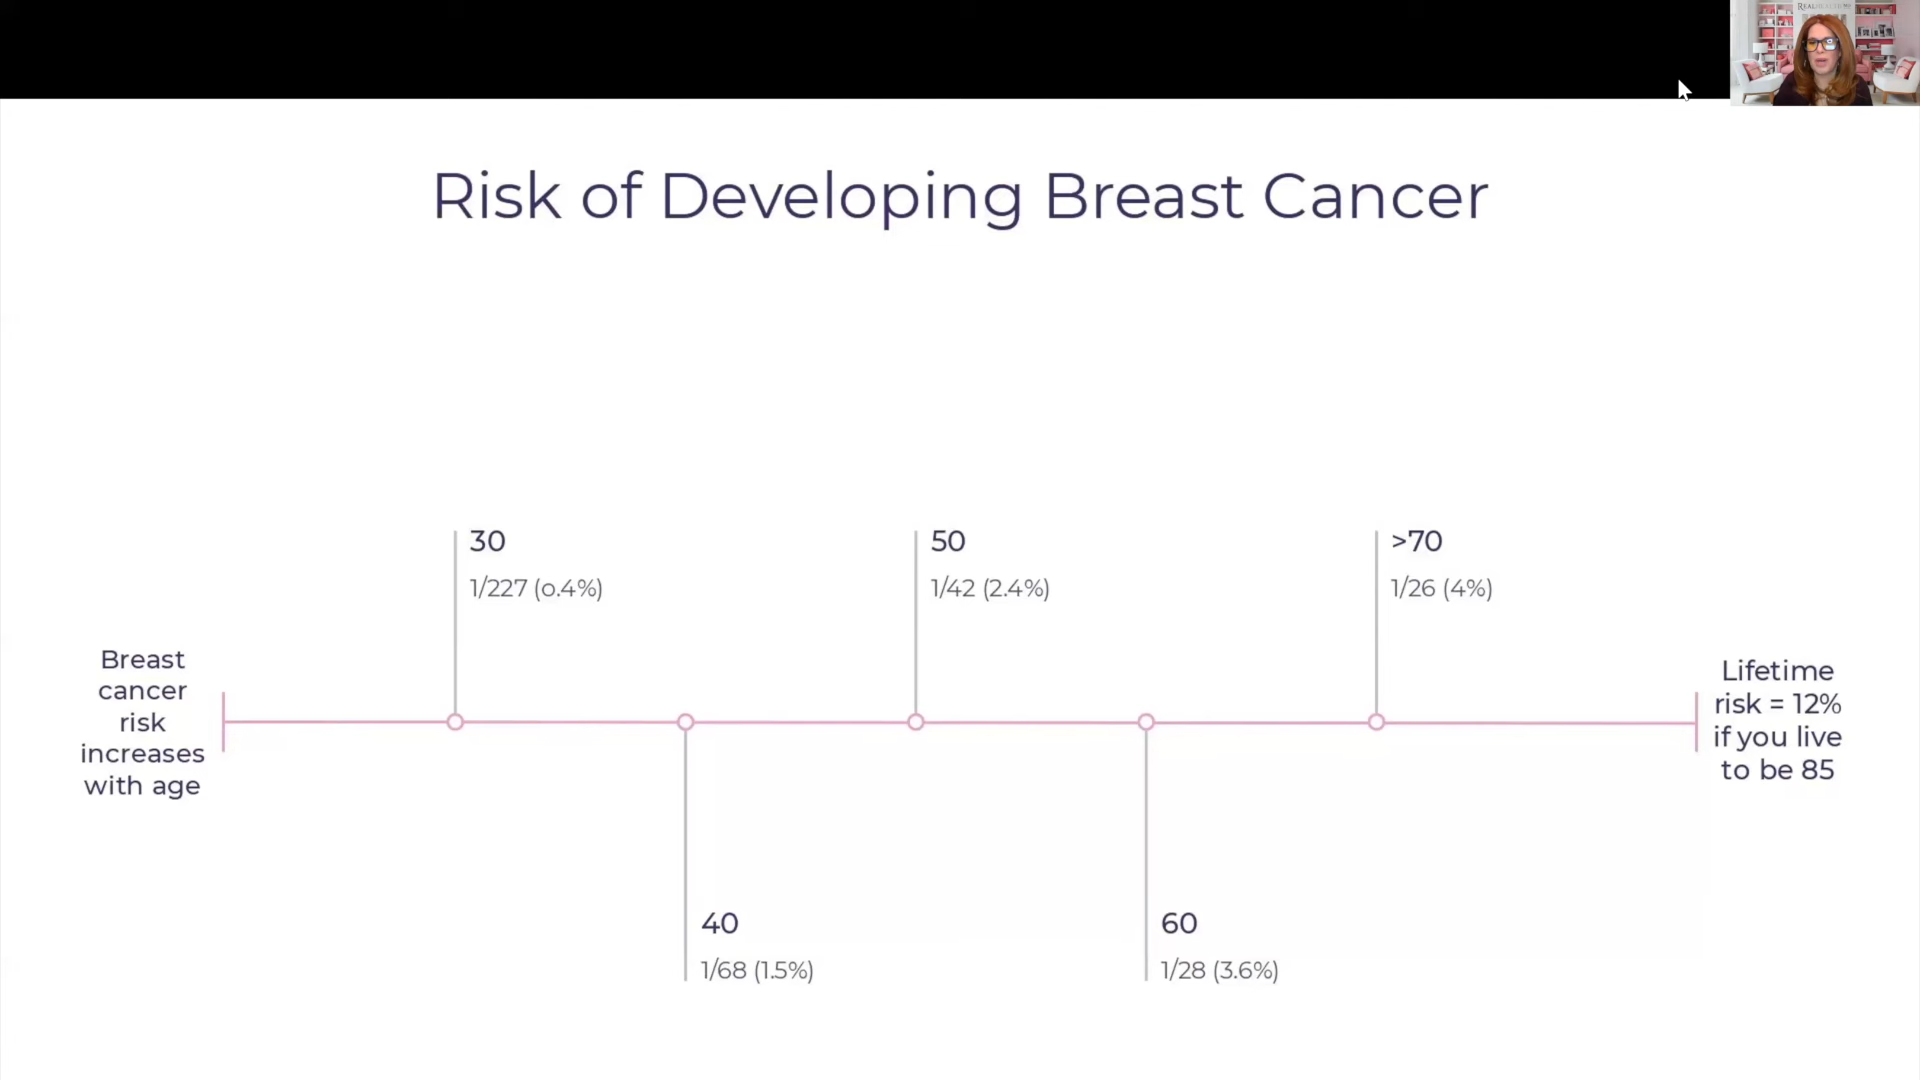 Risk of Developing Breast Cancer
30
1/227 (o.4%)
50
1/42 (2.4%)
>70
1/26 (4%)
Breast
cancer
risk
increases
with age
Lifetime
risk = 12%
if you live
to be 85
40
1/68 (1.5%)
60
1/28 (3.6%)